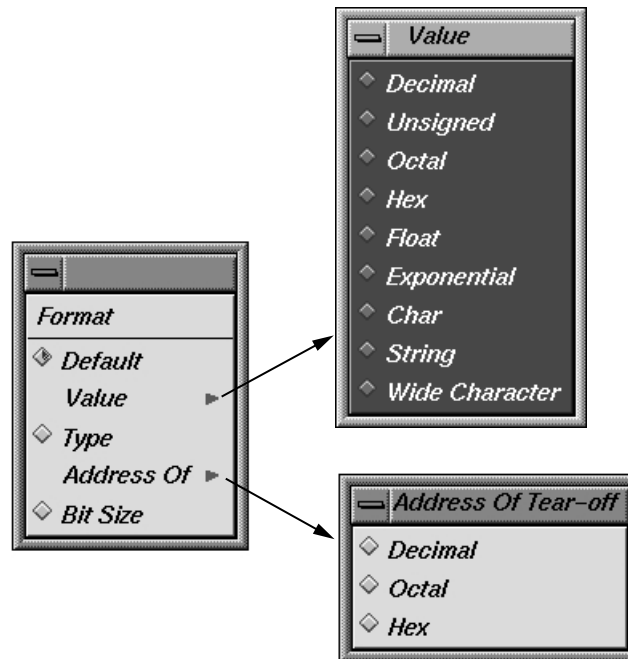 Value
Decimal
Unsigned
Octal
Hex
Float
Exponential
Char
String
Wide Character
Format
Default
Value
Type
Address Of
Bit Size
Address Of Tear-off
Decimal
Octal
Hex